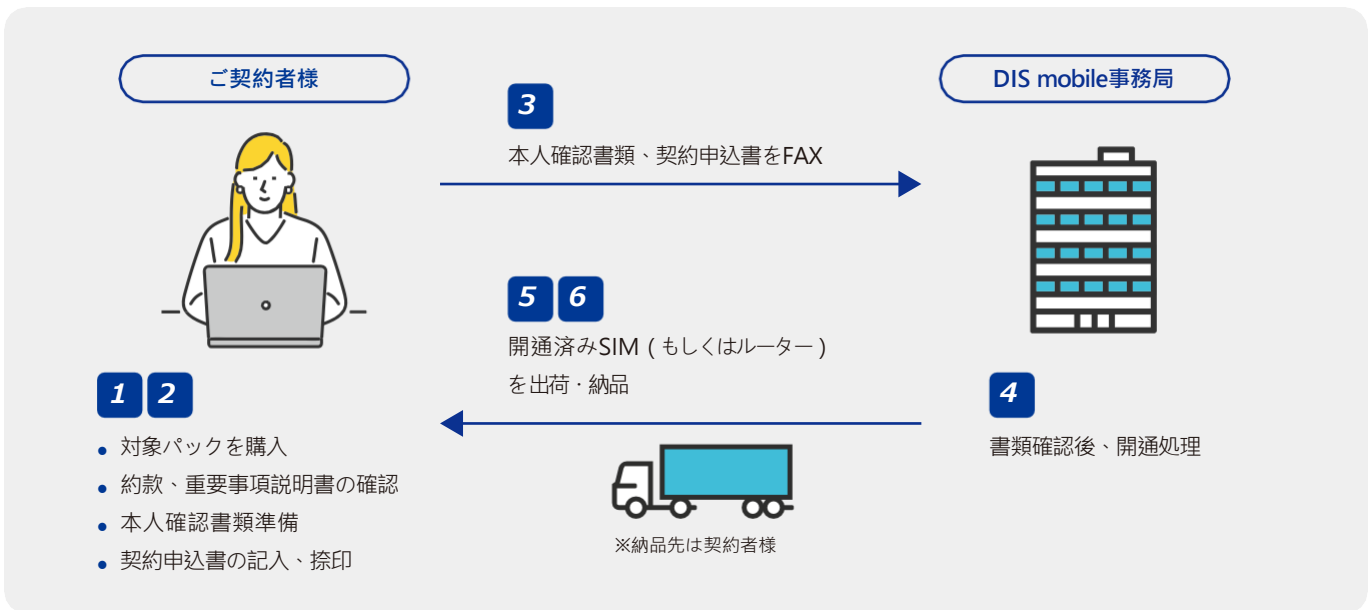 ご契約者様
DIS mobile事務局
3
本人確認書類、契約申込書をFAX
5 6
開通済みSIM(もしくはルーター)
を出荷・納品
1 2
・対象パックを購入
・約款、重要事項説明書の確認
・本人確認書類準備
・契約申込書の記入、捺印
4
書類確認後、開通処理
※納品先は契約者様